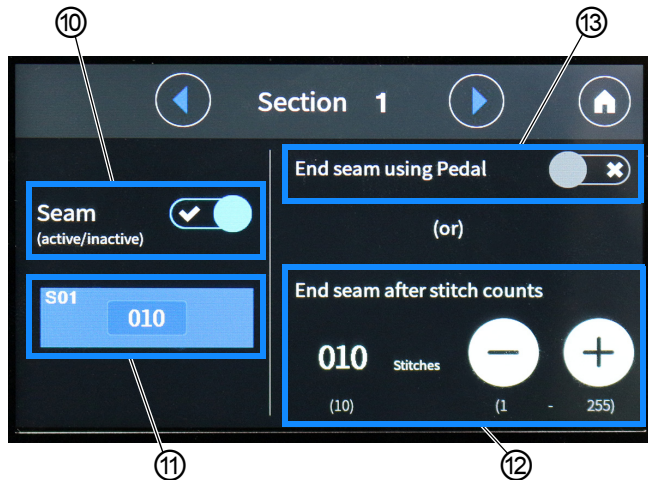 ⑩
⑬
Section 1
End seam using Pedal
Seam
(active/inactive)
(or)
S01
010
End seam after stitch counts
010 Stitches
(10)
(1 - 255)
⑪
⑫